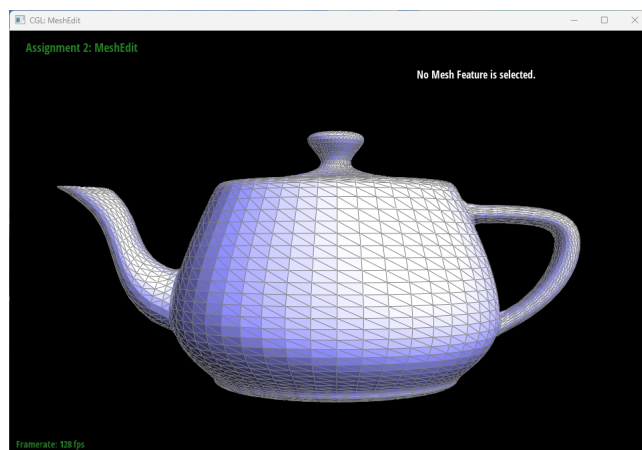 CGL: MeshEdit
Assignment 2: MeshEdit
No Mesh Feature is selected.
Framerate: 128 fps